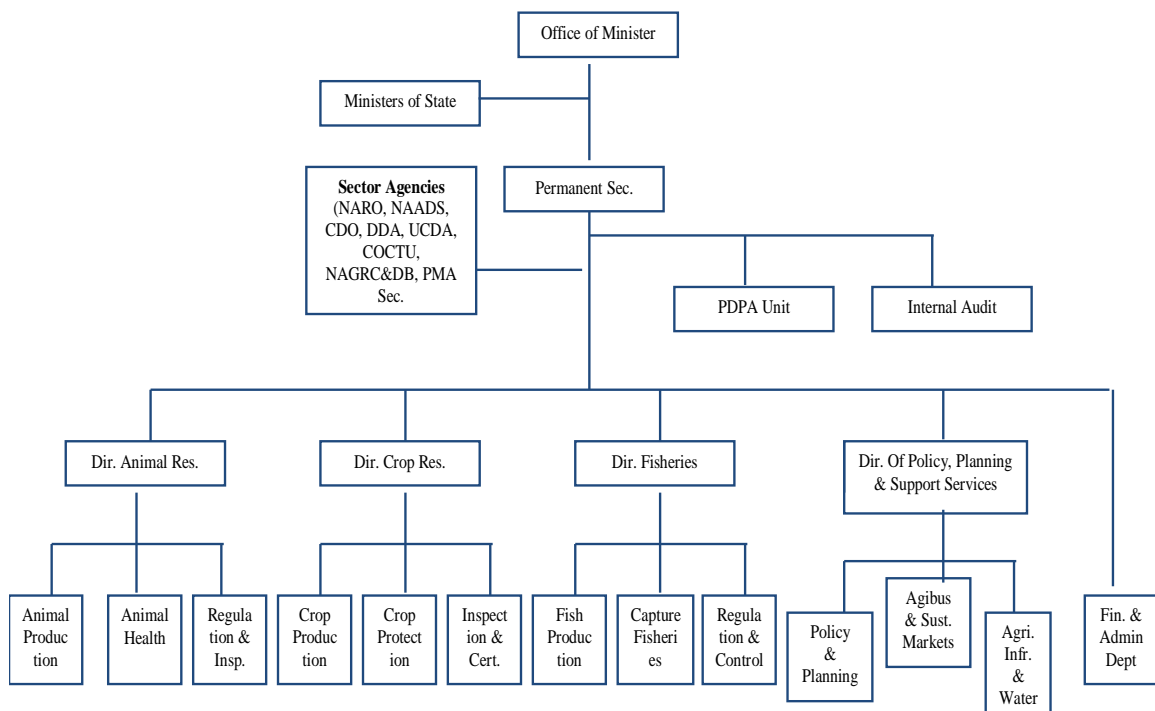 Office of Minister
Ministers of State
Sector Agencies
(NARO, NAADS,
CDO, DDA, UCDA,
COCTU,
NAGRC&DB, PMA
Sec.
Permanent Sec.
PDPA Unit
Internal Audit
Dir. Animal Res.
Dir. Crop Res.
Dir. Fisheries
Dir. Of Policy, Planning
& Support Services
Animal
Produc
tion
Animal
Health
Regula
tion &
Insp.
Crop
Produc
tion
Crop
Protect
ion
Inspect
ion &
Cert.
Fish
Produc
tion
Capture
Fisheri
es
Regula
tion &
Control
Policy
&
Planning
Agibus
& Sust.
Markets
Agri.
Infr.
&
Water
Fin. &
Admin
Dept